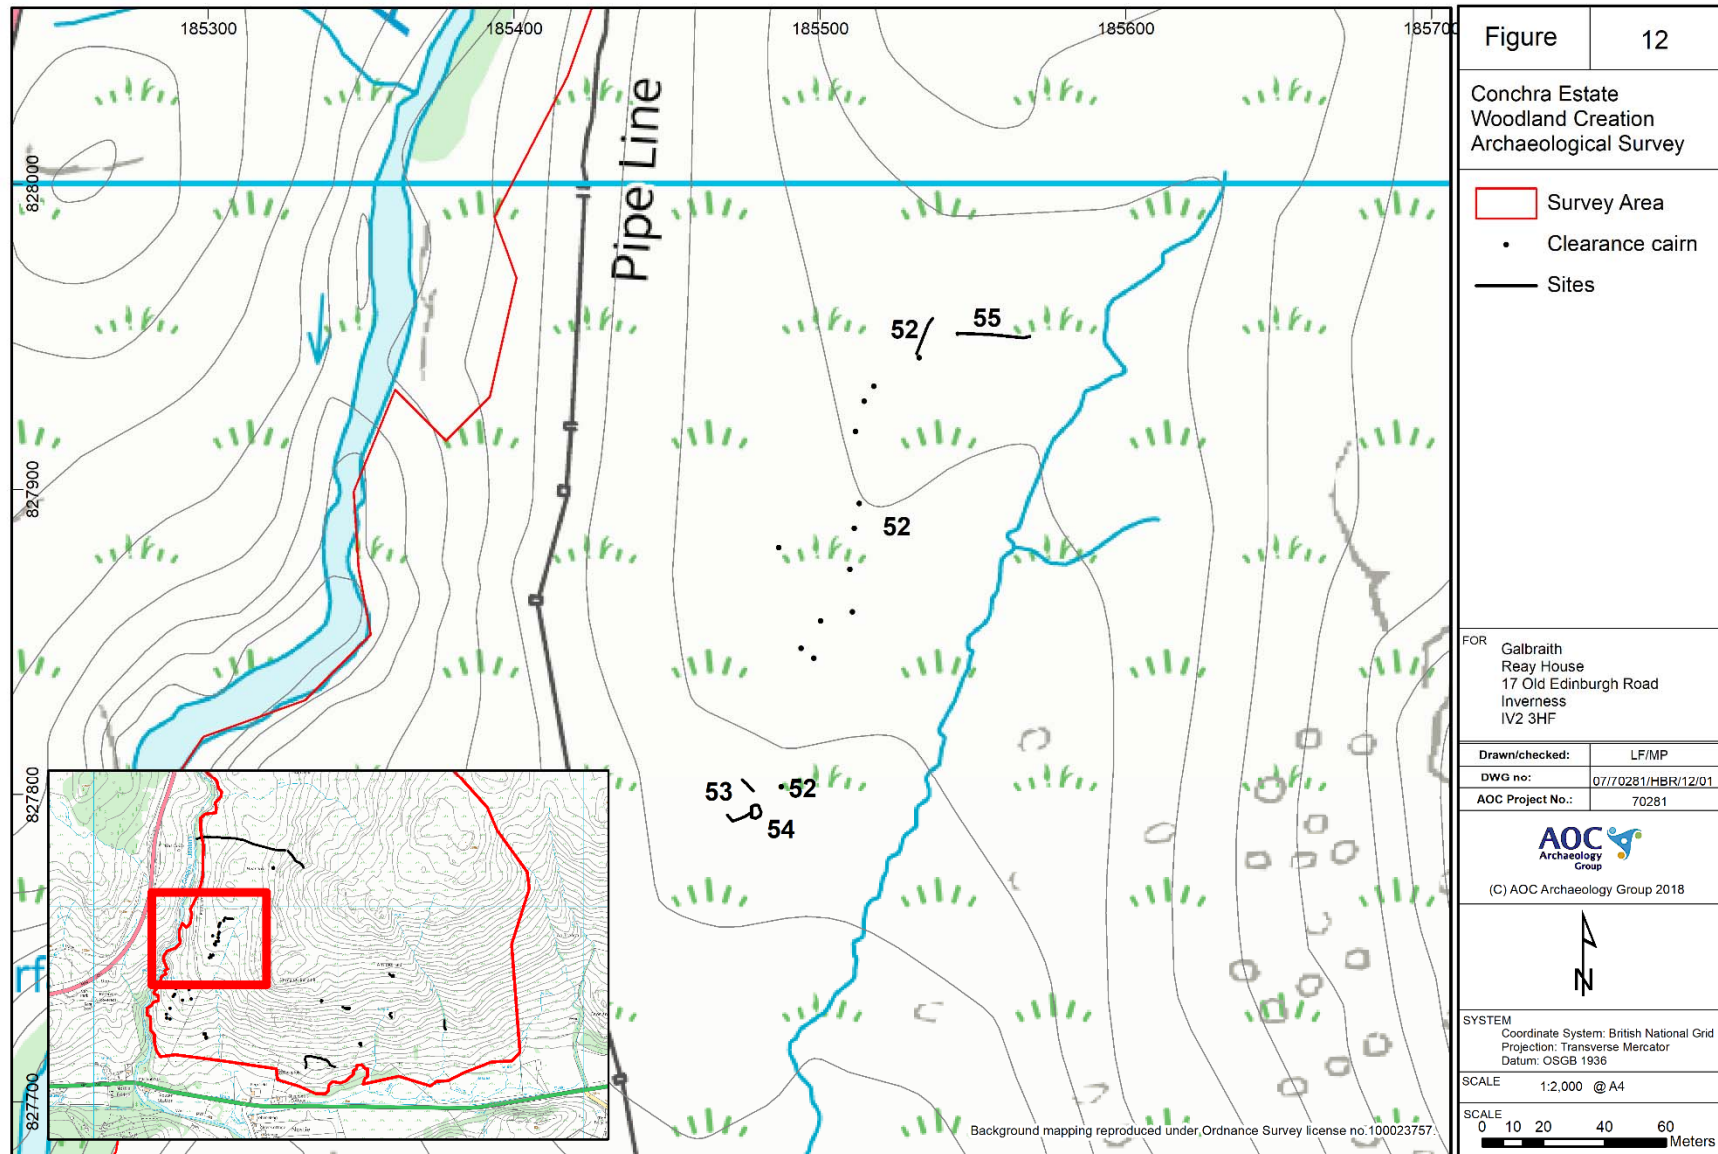 185300
185400
185500
185600
185700
828000
827900
827800
827700
Pipe Line
52
55
52
53
52
54
rf
Background mapping reproduced under Ordnance Survey license no. 100023757.
Figure 12
Conchra Estate
Woodland Creation
Archaeological Survey
Survey Area
Clearance cairn
Sites
FOR
Galbraith
Reay House
17 Old Edinburgh Road
Inverness
IV2 3HF
Drawn/checked: LF/MP
DWG no: 07/70281/HBR/12/01
AOC Project No.: 70281
AOC
Archaeology
Group
(C) AOC Archaeology Group 2018
N
SYSTEM
Coordinate System: British National Grid
Projection: Transverse Mercator
Datum: OSGB 1936
SCALE 1:2,000 @ A4
SCALE
0 10 20 40 60
Meters